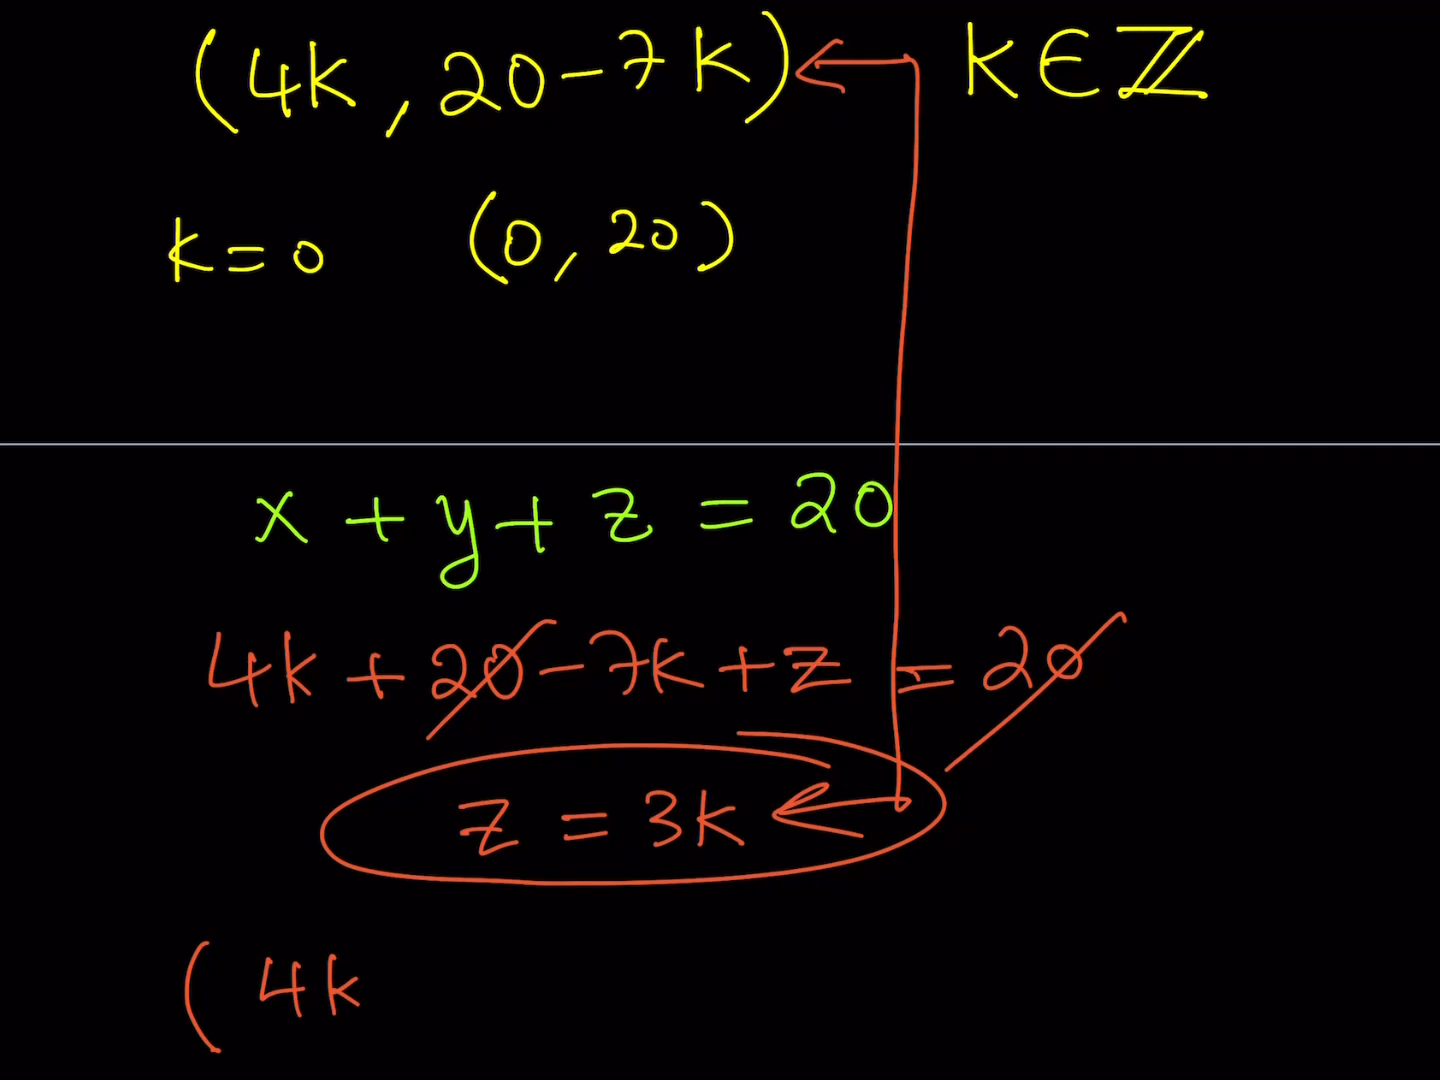 (4k, 20-7k) k∈ℤ
k=0 (0, 20)
x+y+z=20
4k+20-7k+z=20
z=3k
(4k